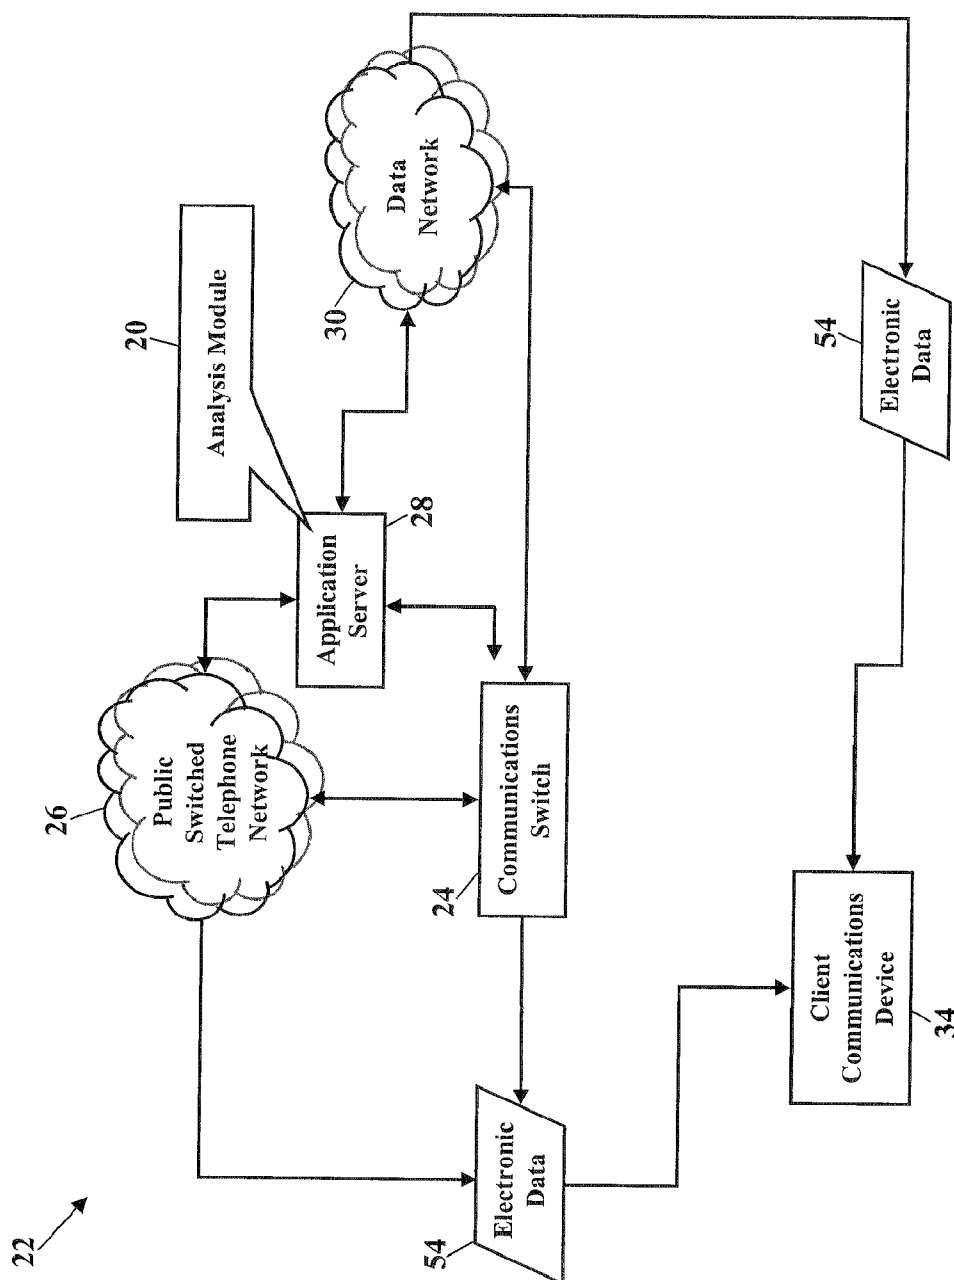 22
26
Public
Switched
Telephone
Network
20
Analysis Module
Application
Server
28
30
Data
Network
24
Communications
Switch
54
Electronic
Data
54
Electronic
Data
Client
Communications
Device
34